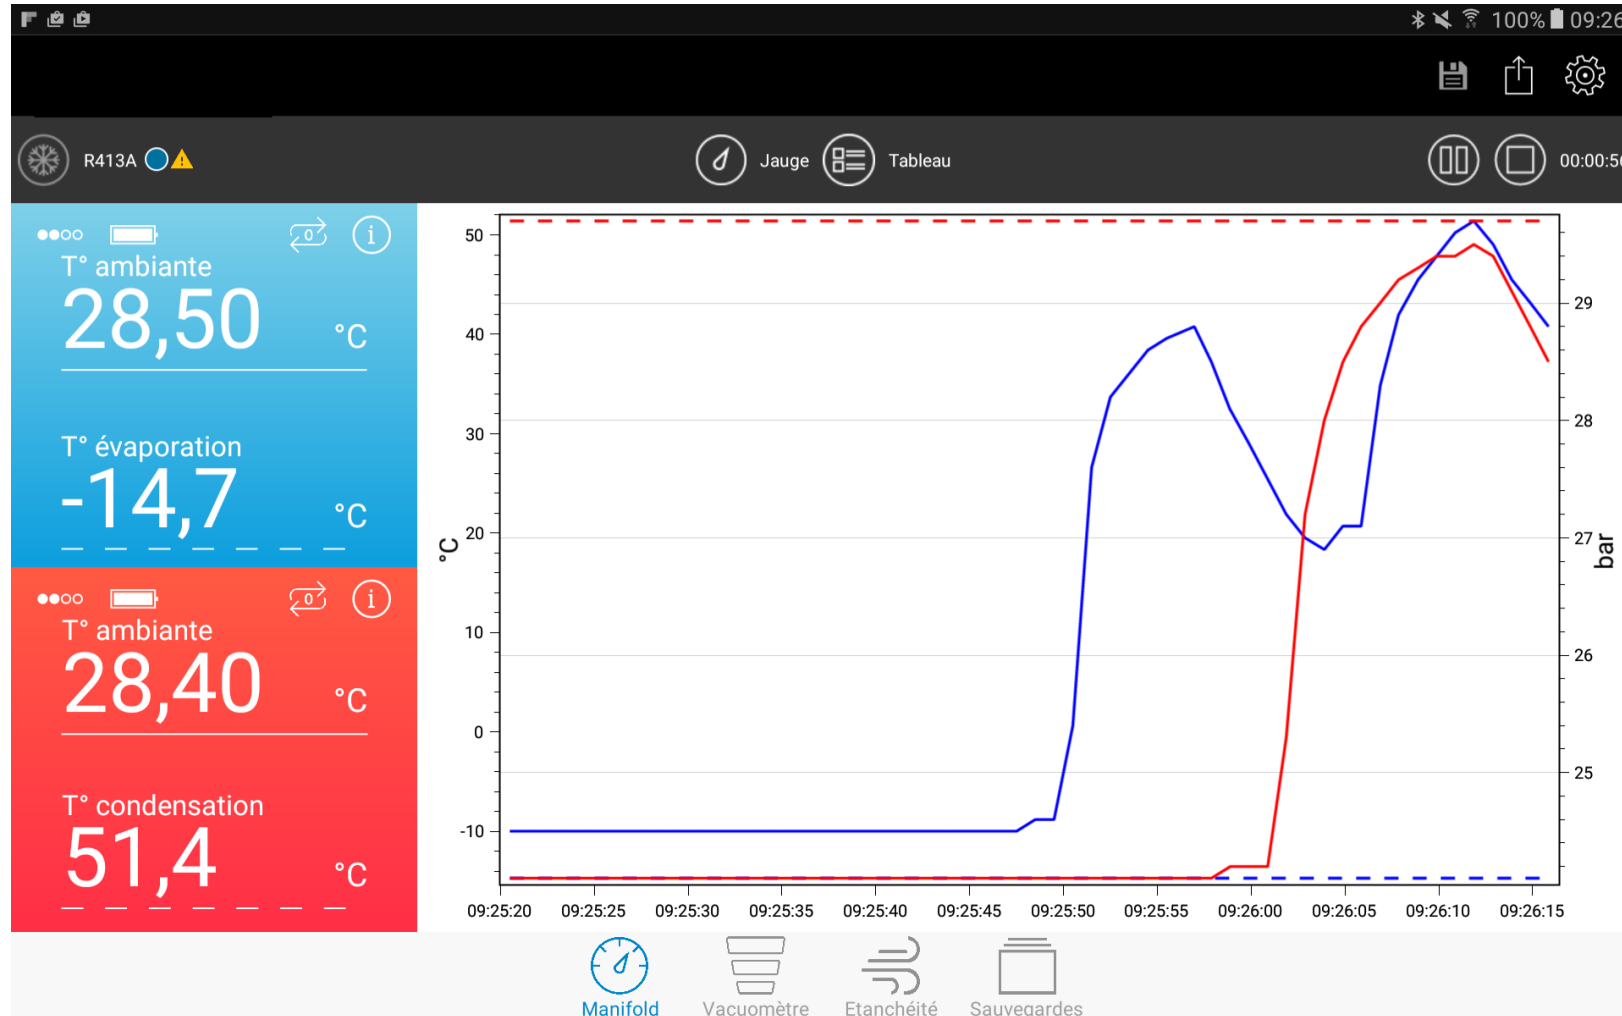 100% 09:26
R413A
Jauge
Tableau
00:00:56
T° ambiante
28,50 °C
T° évaporation
-14,7 °C
T° ambiante
28,40 °C
T° condensation
51,4 °C
50
40
30
20
10
0
-10
°C
29
28
27
26
25
bar
09:25:20 09:25:25 09:25:30 09:25:35 09:25:40 09:25:45 09:25:50 09:25:55 09:26:00 09:26:05 09:26:10 09:26:15
Manifold
Vacuomètre
Etanchéité
Sauvegardes